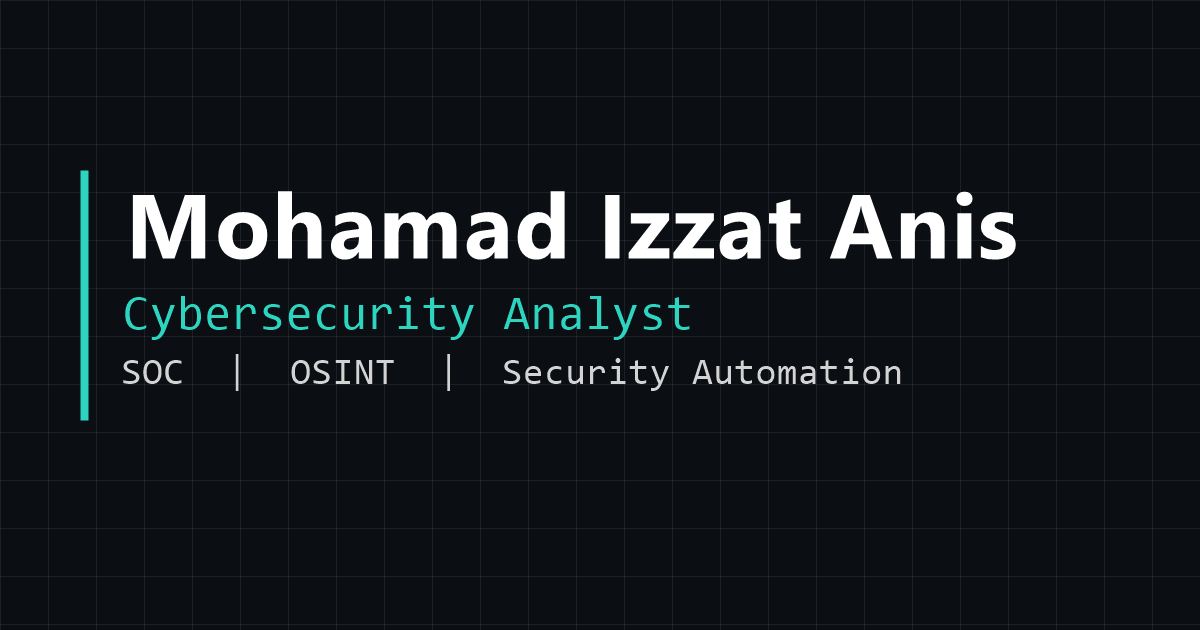 Mohamad Izzat Anis
Cybersecurity Analyst
SOC | OSINT | Security Automation